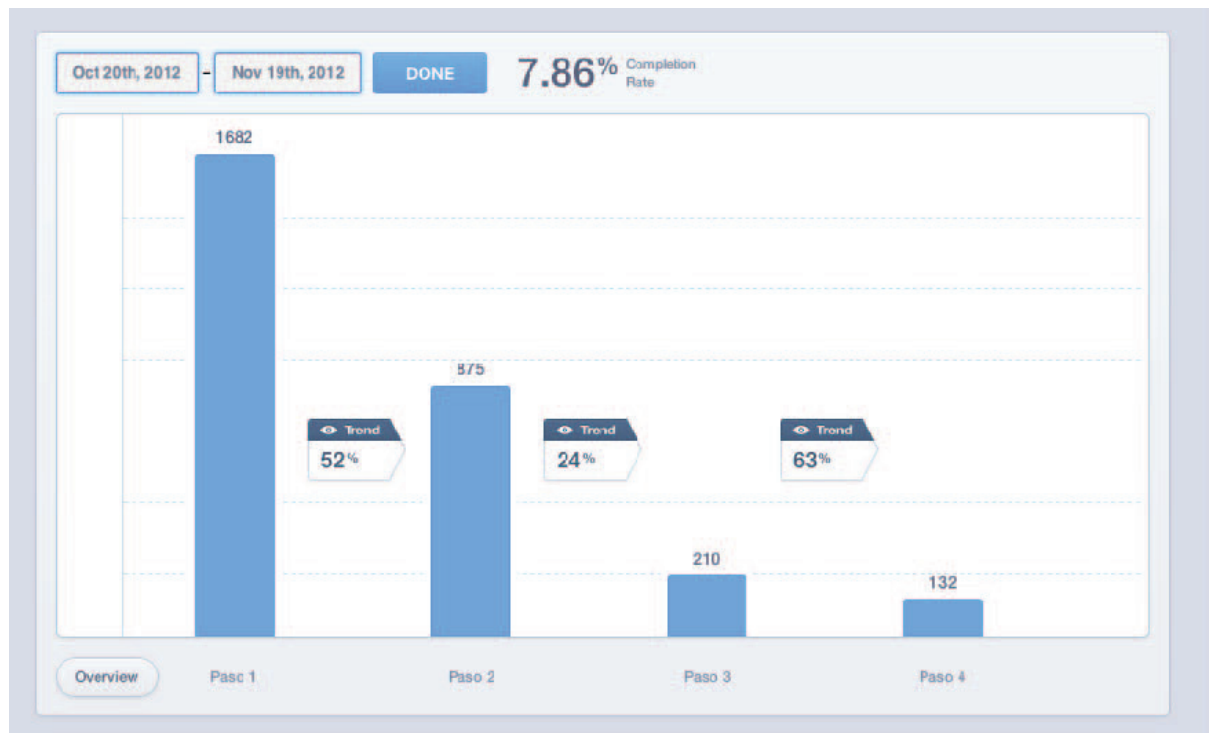 Oct 20th, 2012 - Nov 19th, 2012 DONE 7.86% Completion Rate
1682
875
Trend
52%
Trend
24%
Trend
63%
210
132
Overview Paso 1 Paso 2 Paso 3 Paso 4